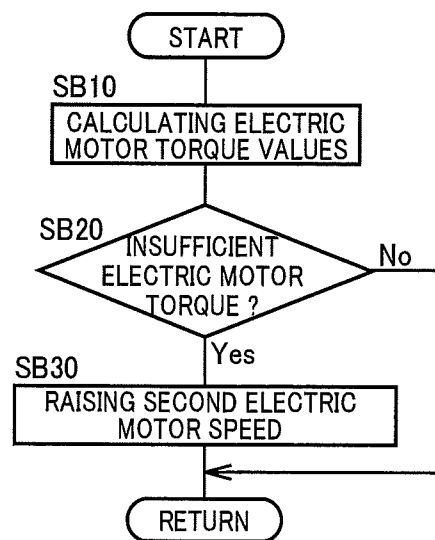 START
SB10
CALCULATING ELECTRIC
MOTOR TORQUE VALUES
SB20
INSUFFICIENT
ELECTRIC MOTOR
TORQUE ?
No
Yes
SB30
RAISING SECOND ELECTRIC
MOTOR SPEED
RETURN